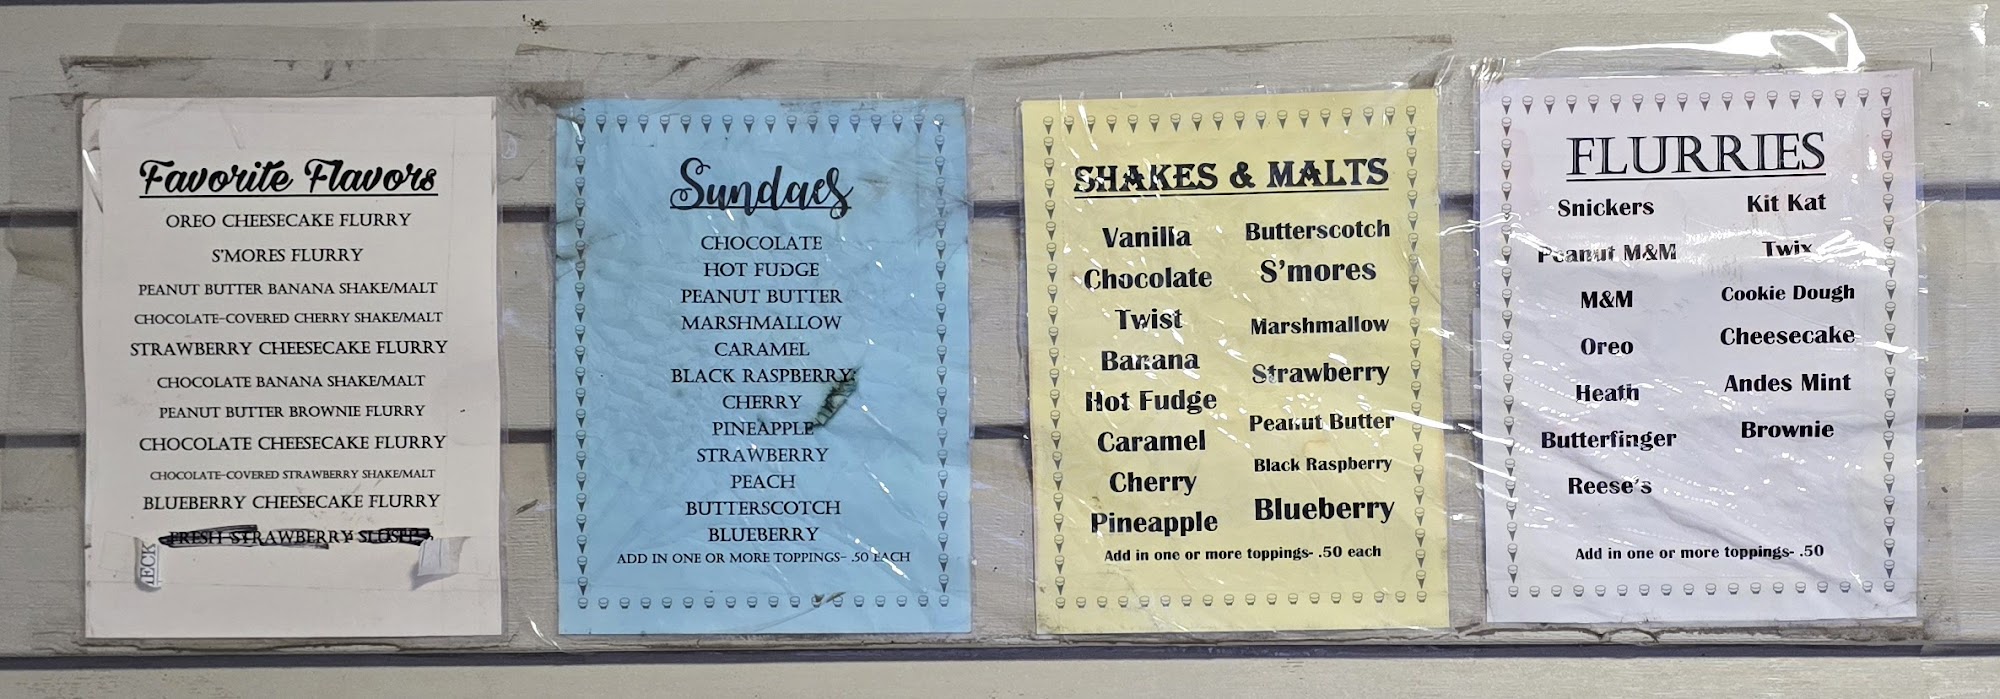 Favorite Flavors
OREO CHEESECAKE FLURRY
S'MORES FLURRY
PEANUT BUTTER BANANA SHAKE/MALT
CHOCOLATE-COVERED CHERRY SHAKE/MALT
STRAWBERRY CHEESECAKE FLURRY
CHOCOLATE BANANA SHAKE/MALT
PEANUT BUTTER BROWNIE FLURRY
CHOCOLATE CHEESECAKE FLURRY
CHOCOLATE-COVERED STRAWBERRY SHAKE/MALT
BLUEBERRY CHEESECAKE FLURRY
FRESH STRAWBERRY
ECK
Sundaes
CHOCOLATE
HOT FUDGE
PEANUT BUTTER
MARSHMALLOW
CARAMEL
BLACK RASPBERRY
CHERRY
PINEAPPLE
STRAWBERRY
PEACH
BUTTERSCOTCH
BLUEBERRY
ADD IN ONE OR MORE TOPPINGS- .50 EACH
SHAKES & MALTS
Vanilla
Chocolate
Twist
Banana
Hot Fudge
Caramel
Cherry
Pineapple
Butterscotch
S'mores
Marshmallow
Strawberry
Peanut Butter
Black Raspberry
Blueberry
Add in one or more toppings- .50 each
FLURRIES
Snickers
Peanut M&M
M&M
Oreo
Heath
Butterfinger
Reese's
Kit Kat
Twix
Cookie Dough
Cheesecake
Andes Mint
Brownie
Add in one or more toppings- .50